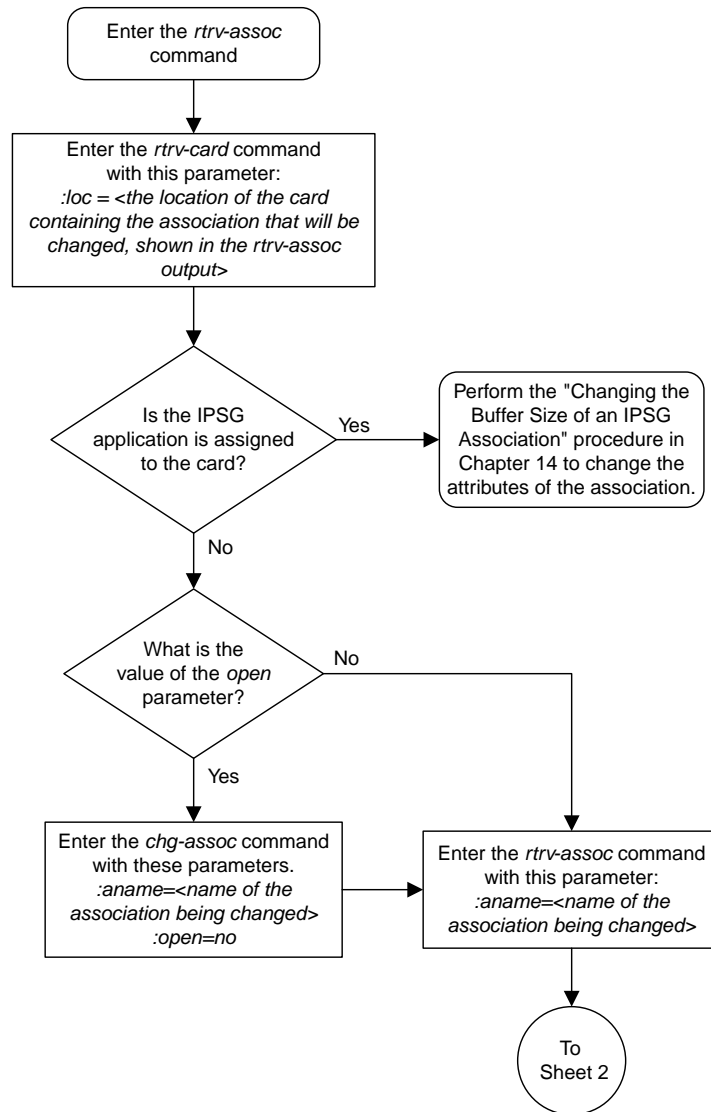 Enter the rtrv-assoc
command
Enter the rtrv-card command
with this parameter:
:loc = <the location of the card
containing the association that will be
changed, shown in the rtrv-assoc
output>
Is the IPSG
application is assigned
to the card?
Yes
Perform the "Changing the
Buffer Size of an IPSG
Association" procedure in
Chapter 14 to change the
attributes of the association.
No
What is the
value of the open
parameter?
No
Yes
Enter the chg-assoc command
with these parameters.
:aname=<name of the
association being changed>
:open=no
Enter the rtrv-assoc command
with this parameter:
:aname=<name of the
association being changed>
To
Sheet 2